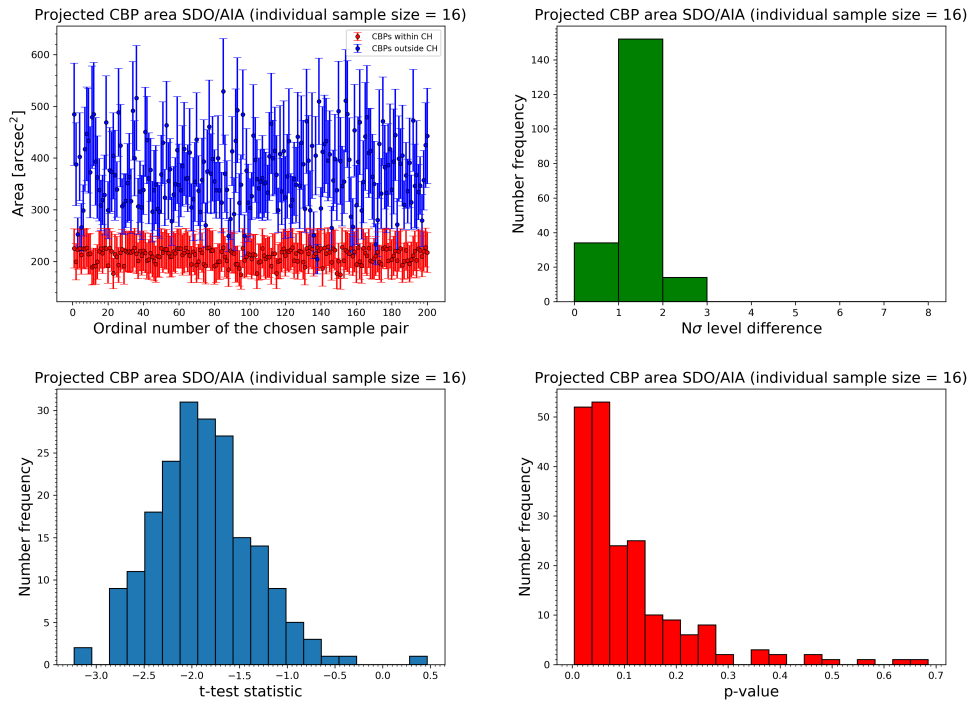 Projected CBP area SDO/AIA (individual sample size = 16)
CBPs within CH
CBPs outside CH
Area [arcsec²]
600
500
400
300
200
0 20 40 60 80 100 120 140 160 180 200
Ordinal number of the chosen sample pair
Projected CBP area SDO/AIA (individual sample size = 16)
Number frequency
140
120
100
80
60
40
20
0
0 1 2 3 4 5 6 7 8
Nσ level difference
Projected CBP area SDO/AIA (individual sample size = 16)
Number frequency
30
25
20
15
10
5
0
−3.0 −2.5 −2.0 −1.5 −1.0 −0.5 0.0 0.5
t-test statistic
Projected CBP area SDO/AIA (individual sample size = 16)
Number frequency
50
40
30
20
10
0
0.0 0.1 0.2 0.3 0.4 0.5 0.6 0.7
p-value